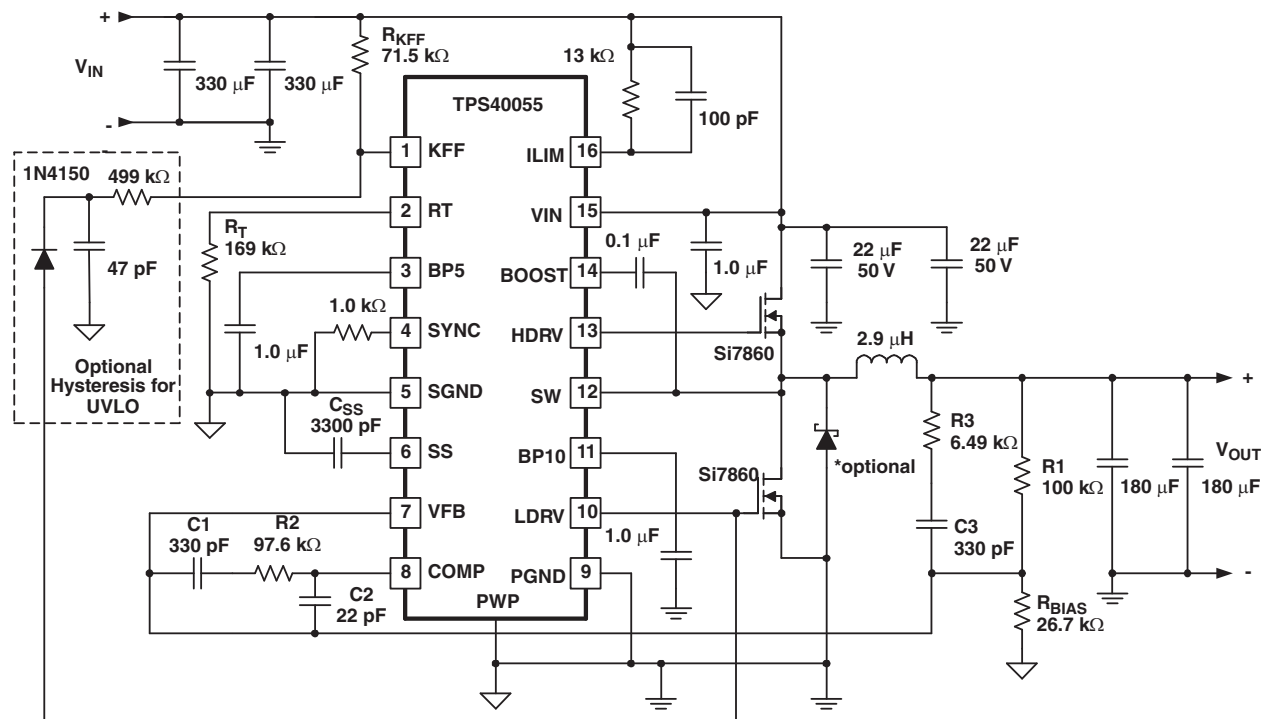 +
V_IN
-
330 μF
330 μF
R_KFF
71.5 kΩ
13 kΩ
100 pF
TPS40055
1N4150
499 kΩ
47 pF
Optional
Hysteresis for
UVLO
R_T
169 kΩ
1.0 μF
1.0 kΩ
C_SS
3300 pF
C1
330 pF
R2
97.6 kΩ
C2
22 pF
1 KFF
2 RT
3 BP5
4 SYNC
5 SGND
6 SS
7 VFB
8 COMP
ILIM 16
VIN 15
BOOST 14
HDRV 13
SW 12
BP10 11
LDRV 10
PGND 9
PWP
0.1 μF
1.0 μF
22 μF
50 V
22 μF
50 V
Si7860
2.9 μH
Si7860
*optional
1.0 μF
R3
6.49 kΩ
C3
330 pF
R1
100 kΩ
R_BIAS
26.7 kΩ
180 μF
180 μF
+
V_OUT
-